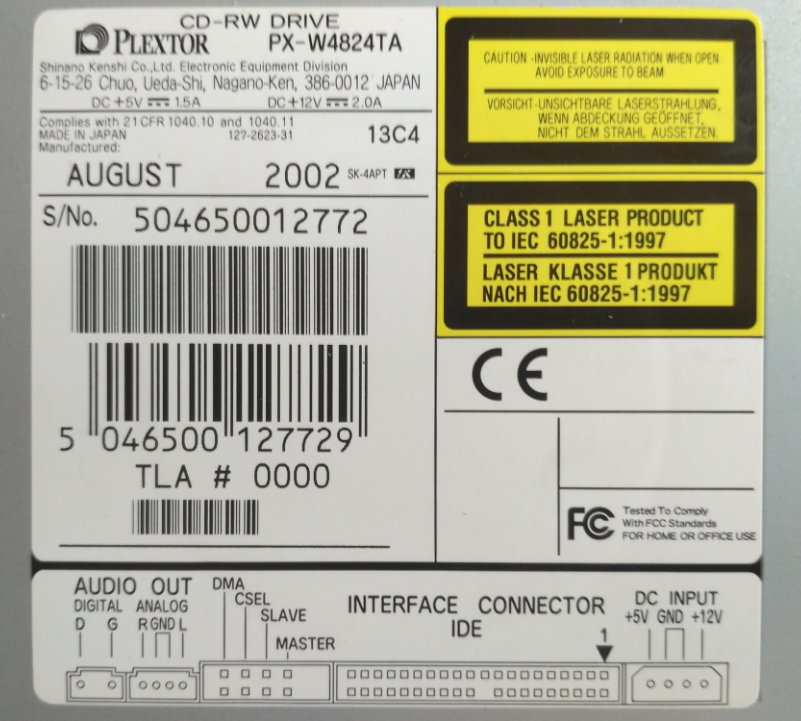 CD-RW DRIVE
PLEXTOR PX-W4824TA
Shinano Kenshi Co.,Ltd. Electronic Equipment Division
6-15-26 Chuo, Ueda-Shi, Nagano-Ken, 386-0012 JAPAN
DC +5V 1.5A DC +12V 2.0A
Complies with 21 CFR 1040.10 and 1040.11
MADE IN JAPAN 127-2623-31 13C4
Manufactured:
AUGUST 2002 SK-4APT
S/No. 504650012772
5 046500 127729
TLA # 0000
CAUTION -INVISIBLE LASER RADIATION WHEN OPEN
AVOID EXPOSURE TO BEAM
VORSICHT-UNSICHTBARE LASERSTRAHLUNG,
WENN ABDECKUNG GEÖFFNET,
NICHT DEM STRAHL AUSSETZEN.
CLASS 1 LASER PRODUCT
TO IEC 60825-1:1997
LASER KLASSE 1 PRODUKT
NACH IEC 60825-1:1997
CE
FC Tested To Comply
With FCC Standards
FOR HOME OR OFFICE USE
AUDIO OUT
DIGITAL ANALOG
D G R GND L
DMA
CSEL
SLAVE
MASTER
INTERFACE CONNECTOR
IDE
1
DC INPUT
+5V GND +12V